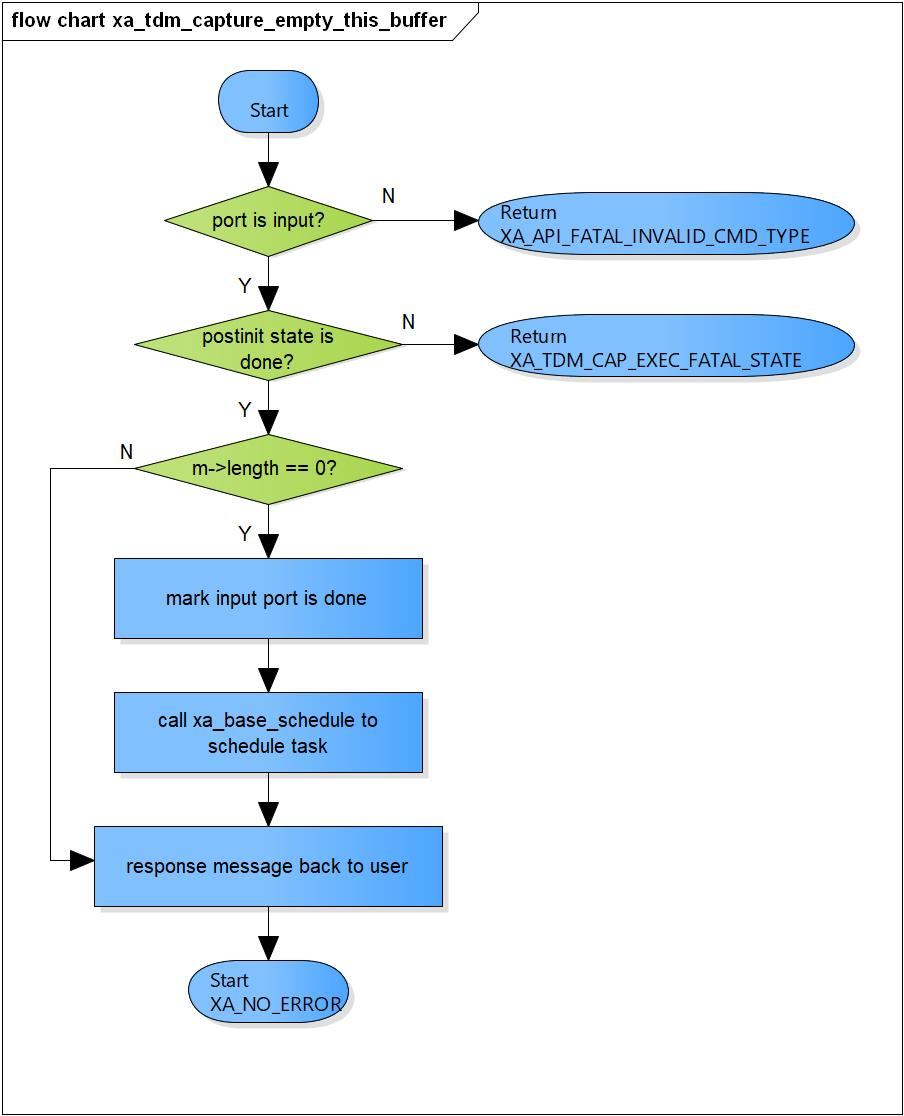 flow chart xa_tdm_capture_empty_this_buffer
Start
port is input?
N
Return
XA_API_FATAL_INVALID_CMD_TYPE
Y
postinit state is
done?
N
Return
XA_TDM_CAP_EXEC_FATAL_STATE
Y
N
m->length == 0?
Y
mark input port is done
call xa_base_schedule to
schedule task
response message back to user
Start
XA_NO_ERROR